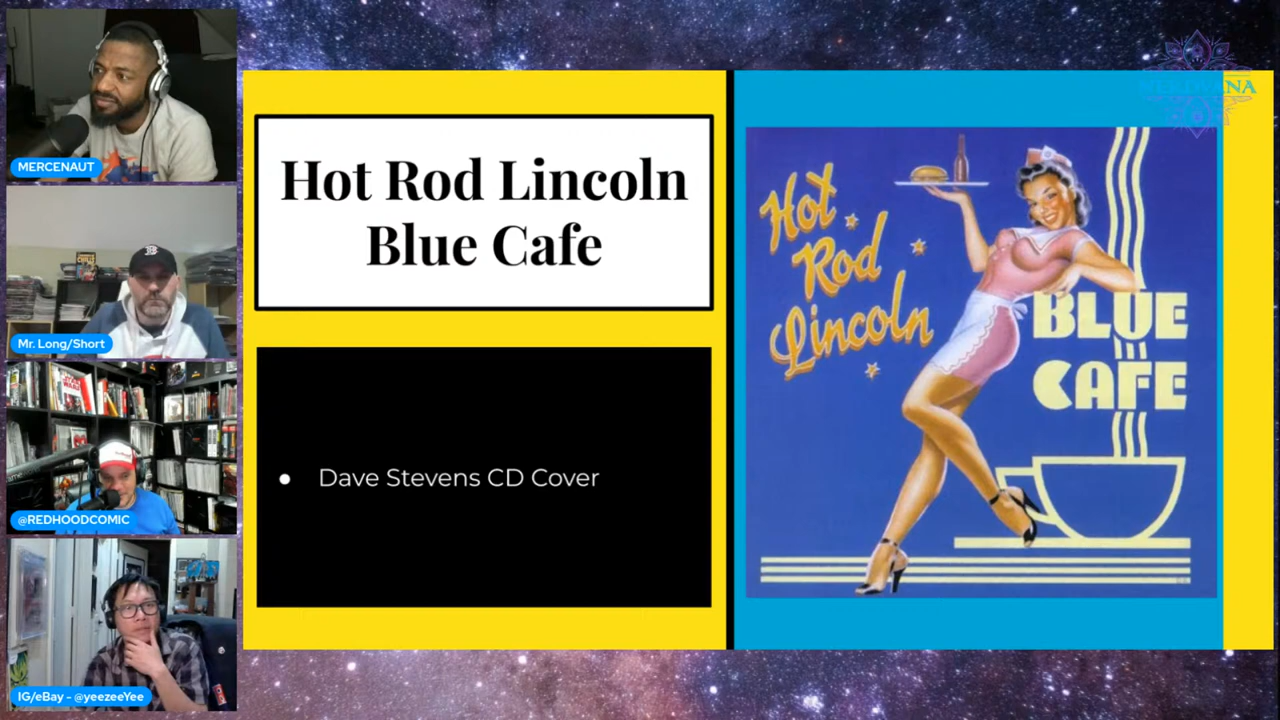 MERCENAUT
Mr. Long/Short
@REDHOODCOMIC
IG/eBay - @yeezeeYee
Hot Rod Lincoln
Blue Cafe
● Dave Stevens CD Cover
Hot
Rod
Lincoln
BLUE
CAFE